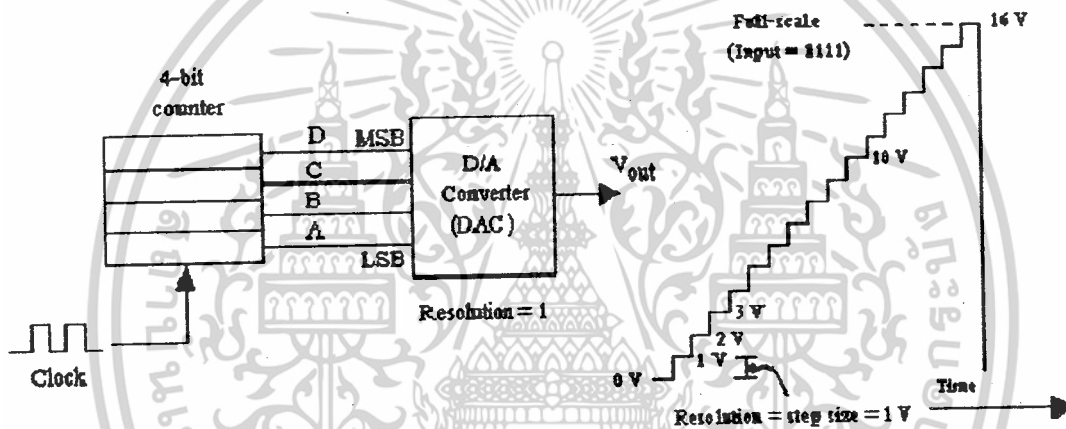 4-bit
counter
D
C
B
A
MSB
LSB
D/A
Converter
(DAC)
V out
Resolution = 1
Clock
Full-scale
(Input = 1111)
16 V
10 V
3 V
2 V
1 V
0 V
Time
Resolution = step size = 1 V